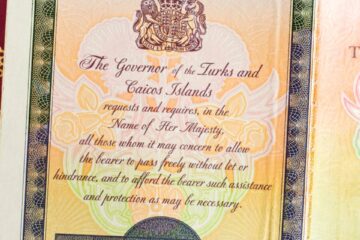 The Governor of the Turks and
Caicos Islands
requests and requires, in the
Name of Her Majesty,
all those whom it may concern to allow
the bearer to pass freely without let or
hindrance, and to afford the bearer such assistance
and protection as may be necessary.
T